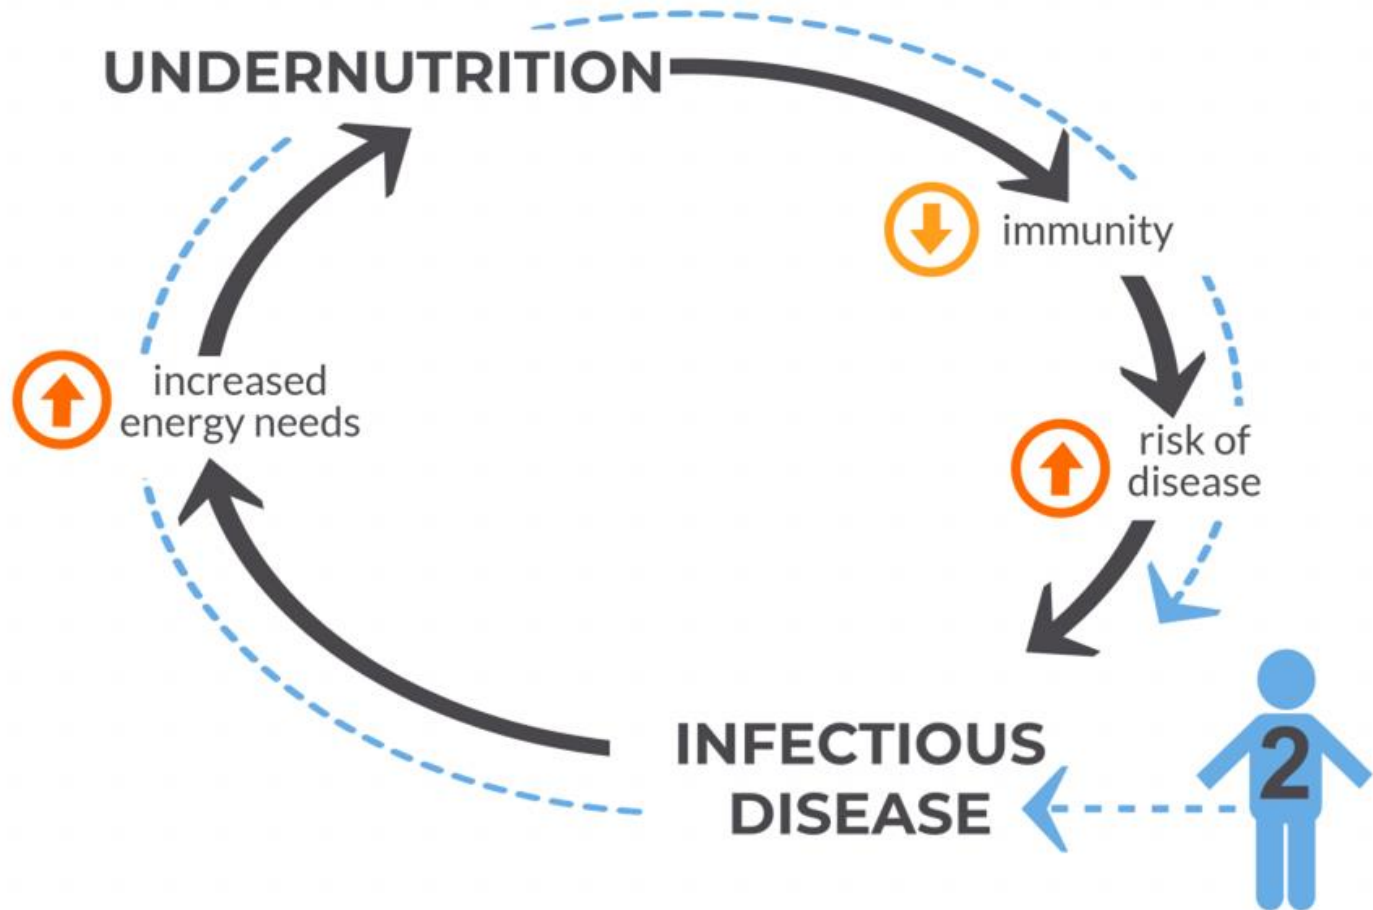 UNDERNUTRITION
immunity
increased
energy needs
risk of
disease
INFECTIOUS
DISEASE
2